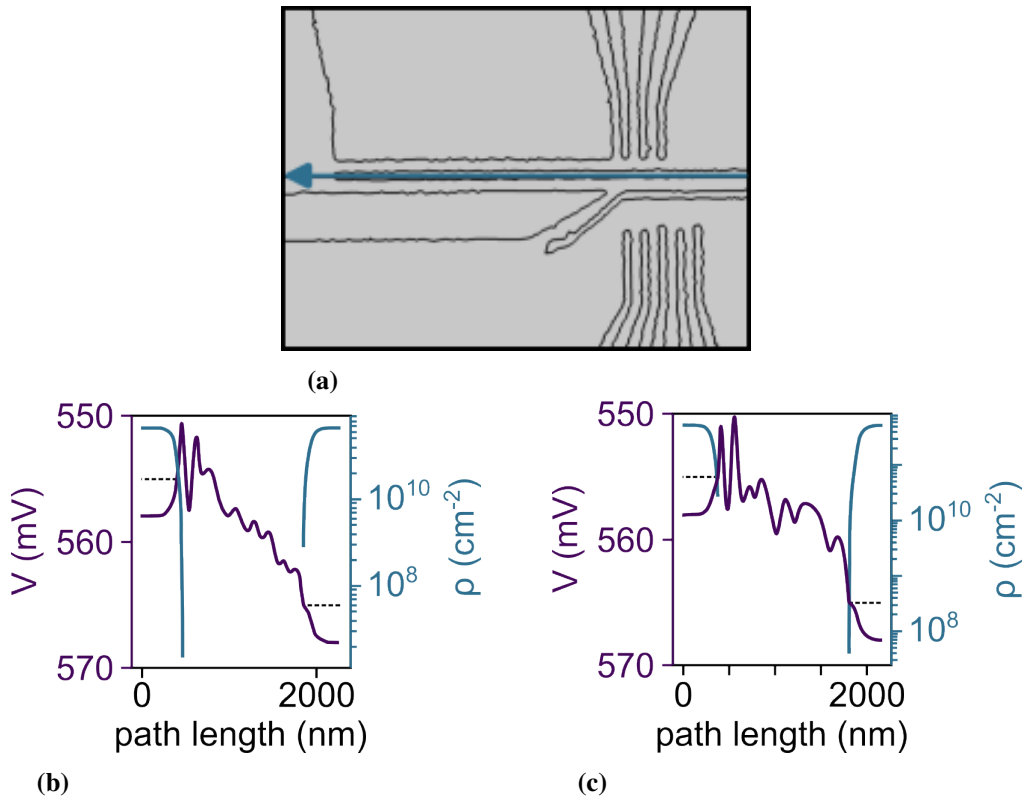 (a)
550
560
570
V (mV)
0
2000
path length (nm)
10^10
10^8
ρ (cm^-2)
(b)
550
560
570
V (mV)
0
2000
path length (nm)
10^10
10^8
ρ (cm^-2)
(c)